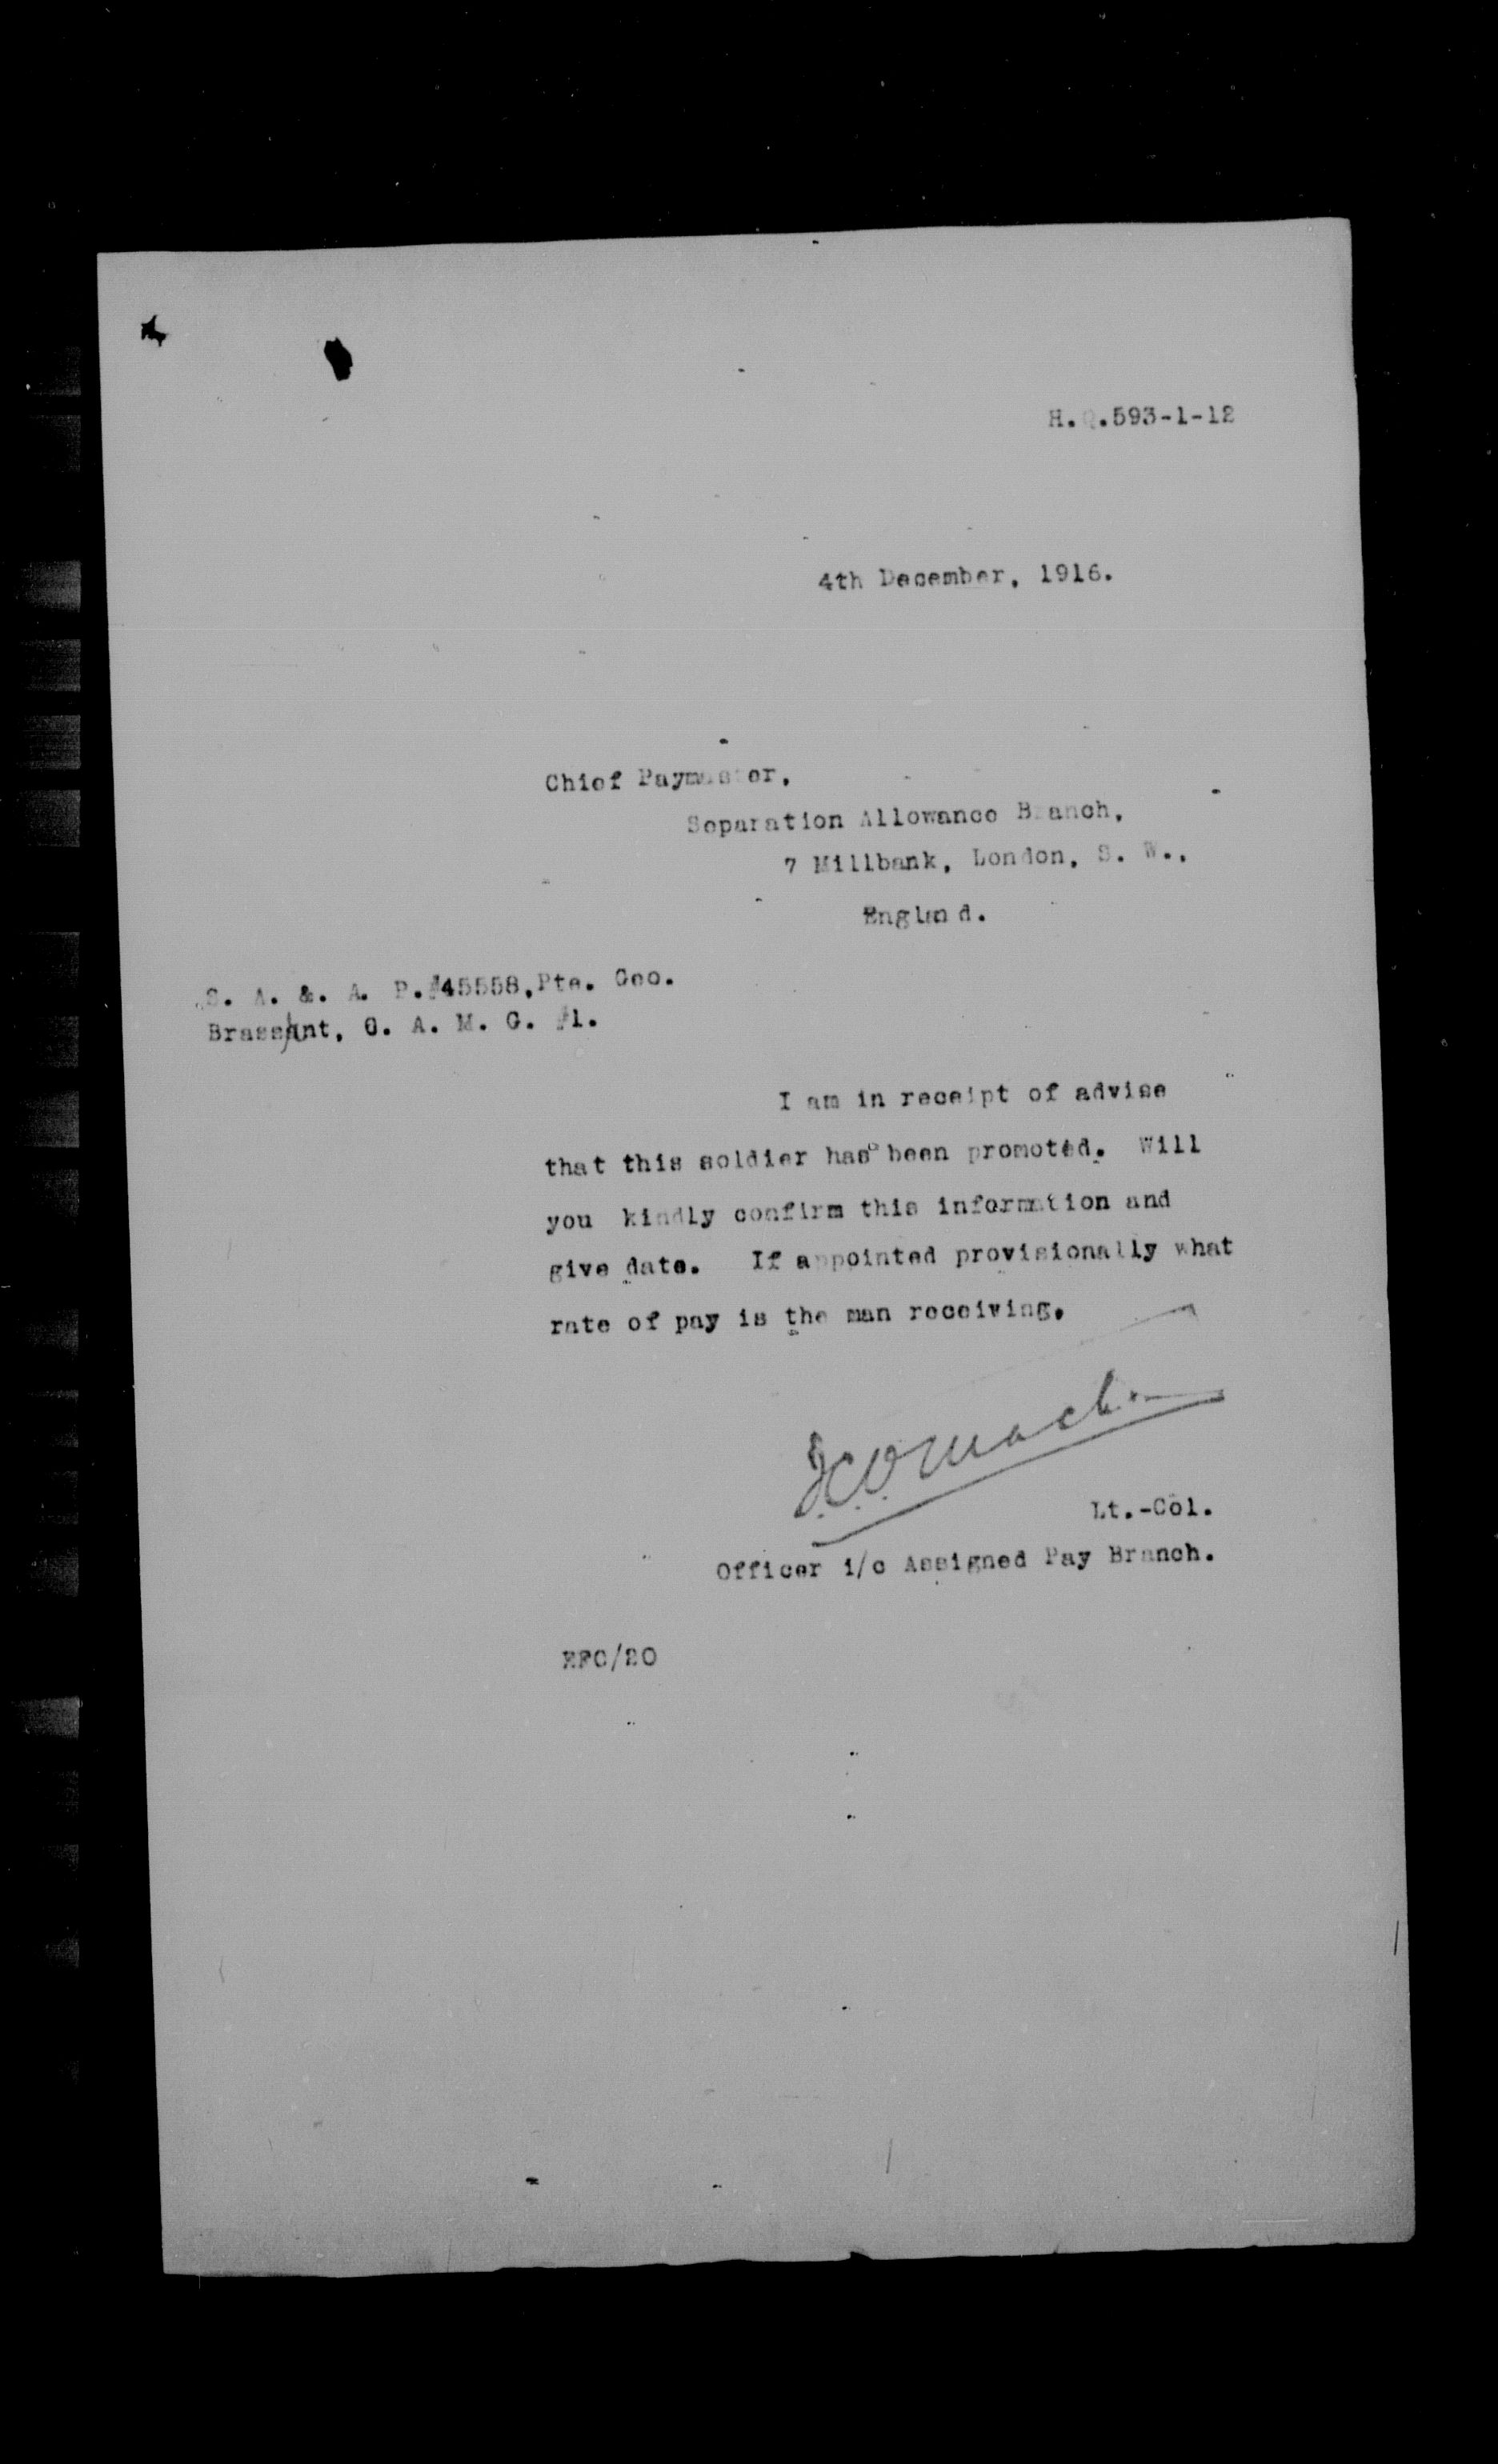 H.Q.593-1-12
4th December, 1916.
Chief Paymaster,
Separation Allowance Branch,
7 Millbank, London, S. W.,
England.
S. A. &. A. P.#45558,Pte. Geo.
C. A. M. C. #1.
I am in receipt of advise
that this soldier has been promoted. Will
you kindly confirm this information and
give date. If appointed provisionally what
rate of pay is the man receiving.
Lt.-Col.
Officer i/c Assigned Pay Branch.
EFC/20